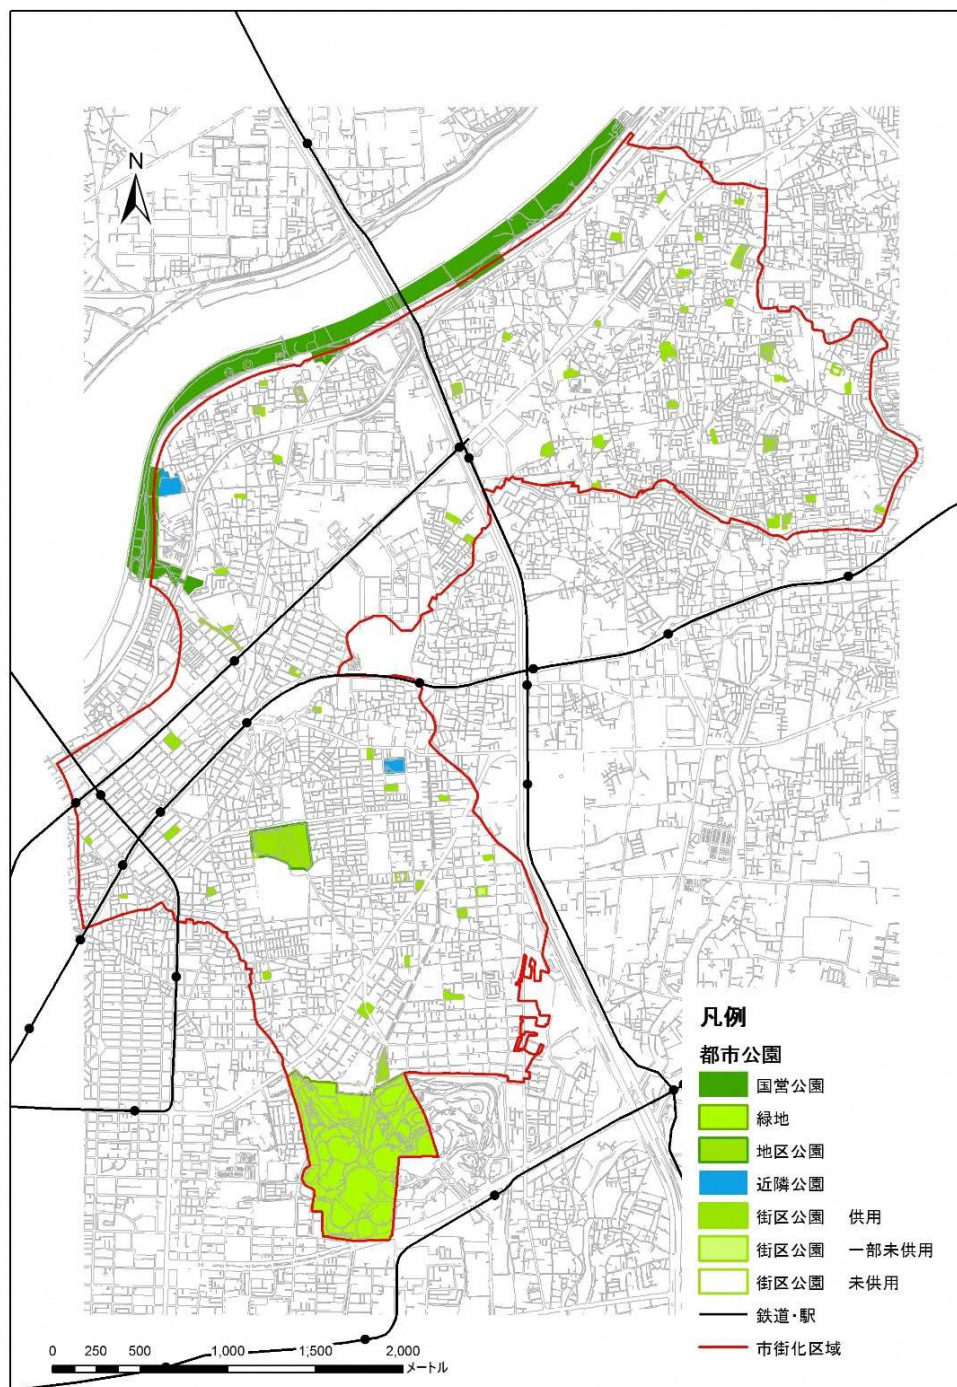 N
凡例
都市公園
国営公園
緑地
地区公園
近隣公園
街区公園 供用
街区公園 一部未供用
街区公園 未供用
鉄道・駅
市街化区域
0 250 500 1,000 1,500 2,000
メートル